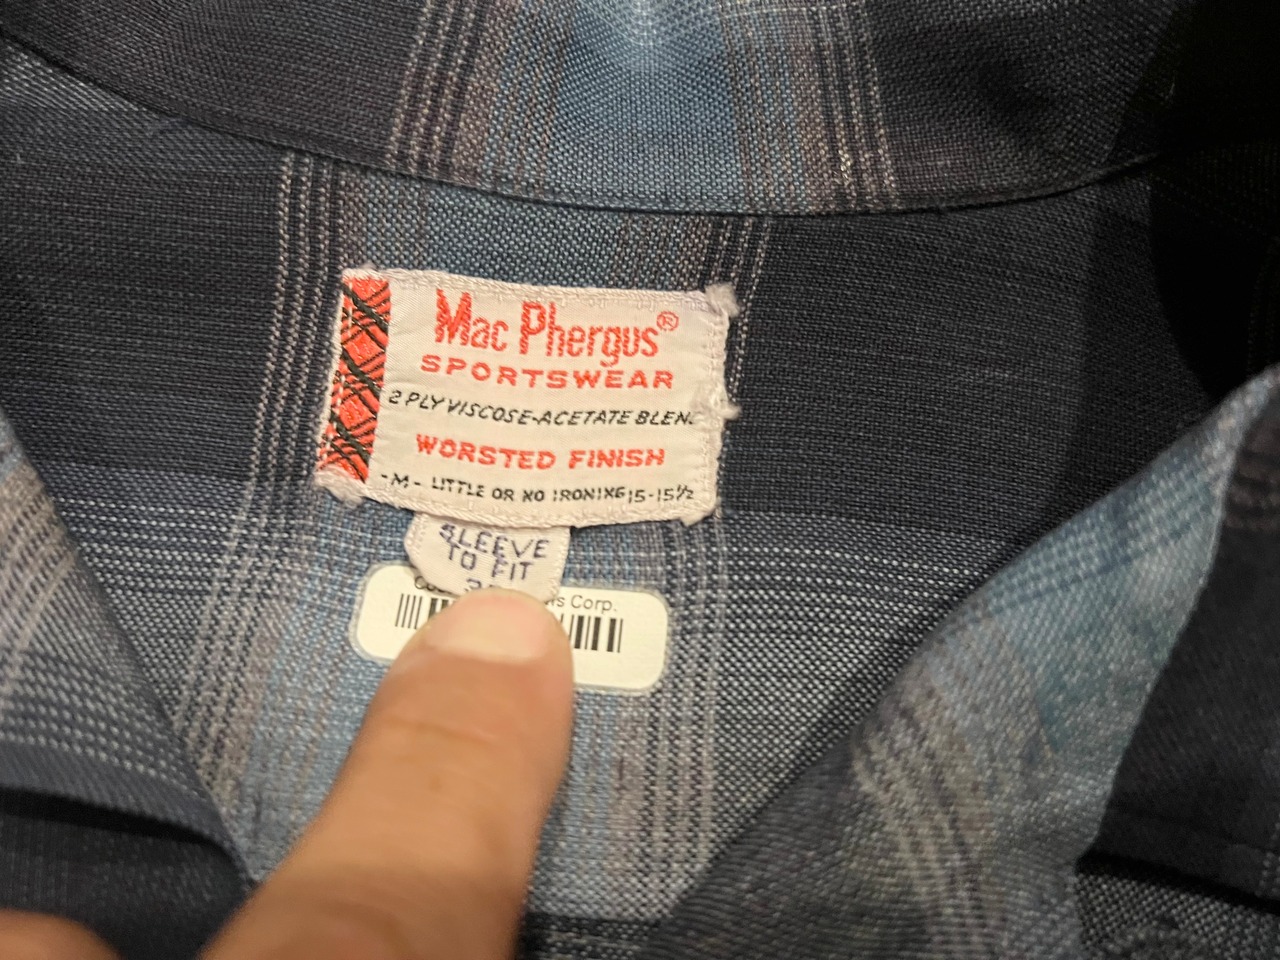 Mac Phergus®
SPORTSWEAR
2 PLY VISCOSE-ACETATE BLEN
WORSTED FINISH
-M- LITTLE OR NO IRONING 15-15½
SLEEVE
TO FIT
Corp.